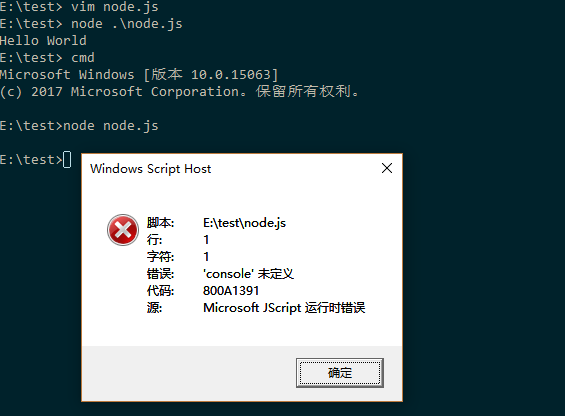 E:\test> vim node.js
E:\test> node .\node.js
Hello World
E:\test> cmd
Microsoft Windows [版本 10.0.15063]
(c) 2017 Microsoft Corporation。保留所有权利。
E:\test>node node.js
E:\test>
Windows Script Host
脚本: E:\test\node.js
行: 1
字符: 1
错误: 'console' 未定义
代码: 800A1391
源: Microsoft JScript 运行时错误
确定